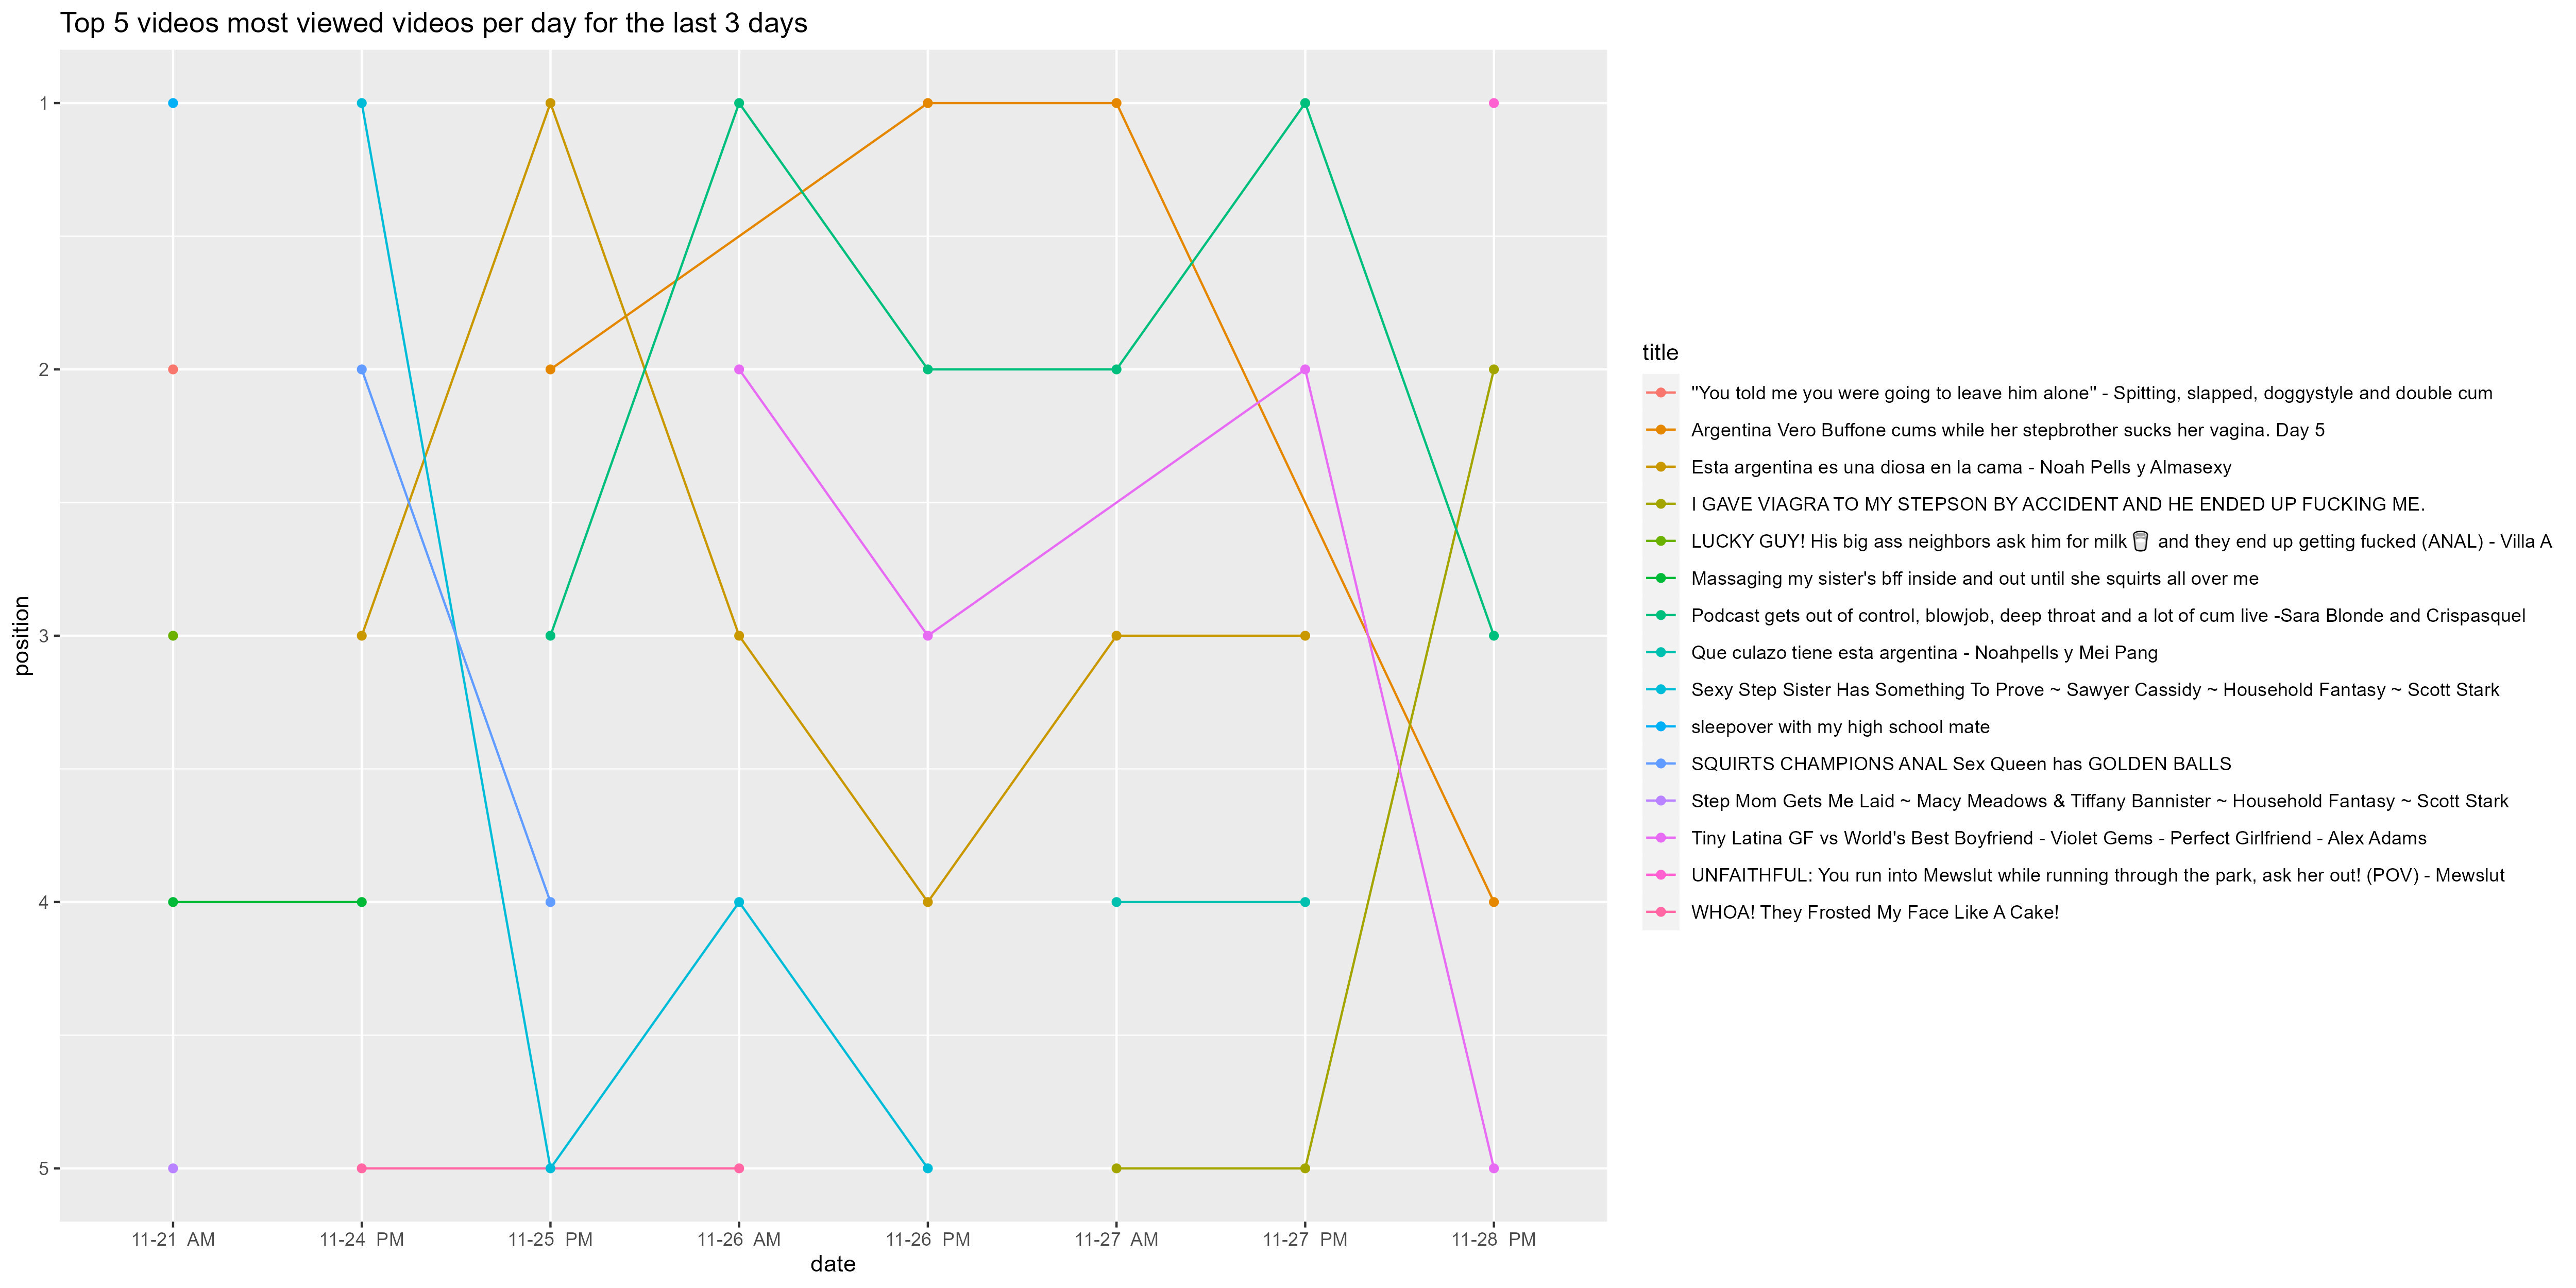 Top 5 videos most viewed videos per day for the last 3 days
position
1
2
3
4
5
11-21 AM
11-24 PM
11-25 PM
11-26 AM
11-26 PM
11-27 AM
11-27 PM
11-28 PM
date
title
"You told me you were going to leave him alone" - Spitting, slapped, doggystyle and double cum
Argentina Vero Buffone cums while her stepbrother sucks her vagina. Day 5
Esta argentina es una diosa en la cama - Noah Pells y Almasexy
I GAVE VIAGRA TO MY STEPSON BY ACCIDENT AND HE ENDED UP FUCKING ME.
LUCKY GUY! His big ass neighbors ask him for milk 🥛 and they end up getting fucked (ANAL) - Villa A
Massaging my sister's bff inside and out until she squirts all over me
Podcast gets out of control, blowjob, deep throat and a lot of cum live -Sara Blonde and Crispasquel
Que culazo tiene esta argentina - Noahpells y Mei Pang
Sexy Step Sister Has Something To Prove ~ Sawyer Cassidy ~ Household Fantasy ~ Scott Stark
sleepover with my high school mate
SQUIRTS CHAMPIONS ANAL Sex Queen has GOLDEN BALLS
Step Mom Gets Me Laid ~ Macy Meadows & Tiffany Bannister ~ Household Fantasy ~ Scott Stark
Tiny Latina GF vs World's Best Boyfriend - Violet Gems - Perfect Girlfriend - Alex Adams
UNFAITHFUL: You run into Mewslut while running through the park, ask her out! (POV) - Mewslut
WHOA! They Frosted My Face Like A Cake!